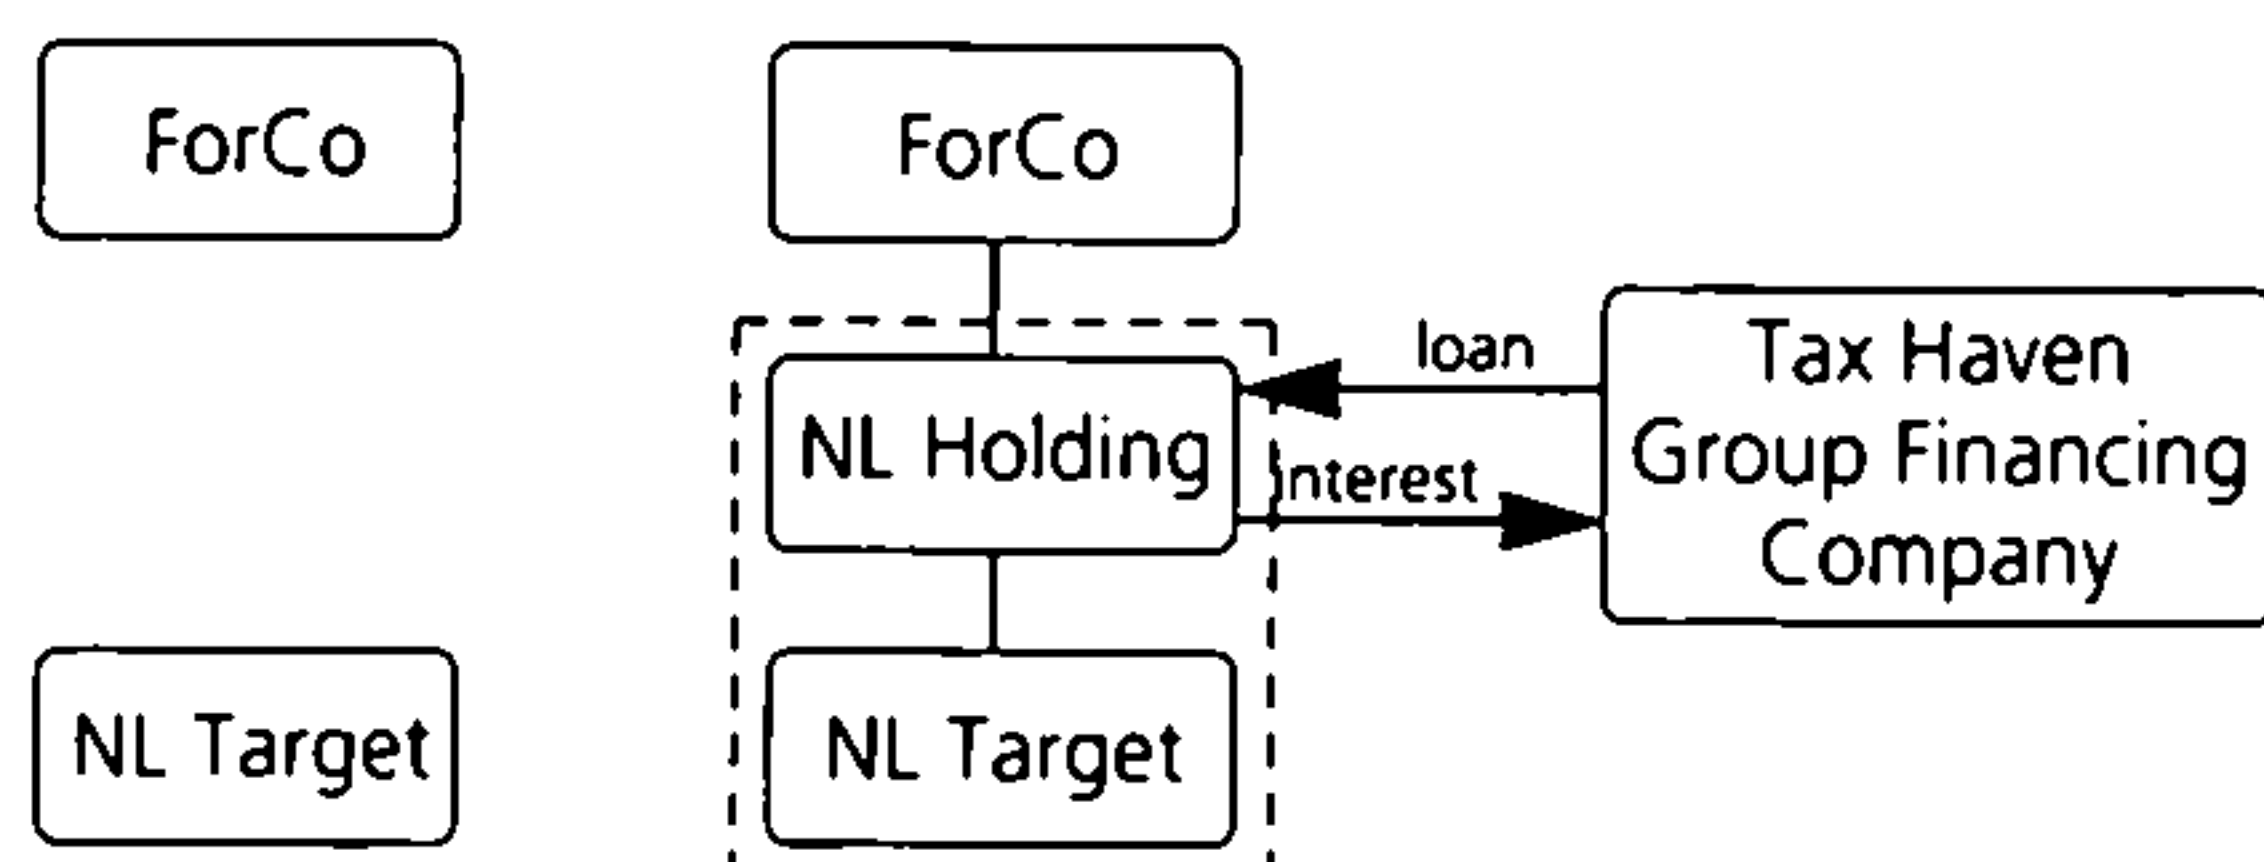 ForCo
ForCo
loan
Tax Haven
Group Financing
Company
NL Holding
interest
NL Target
NL Target